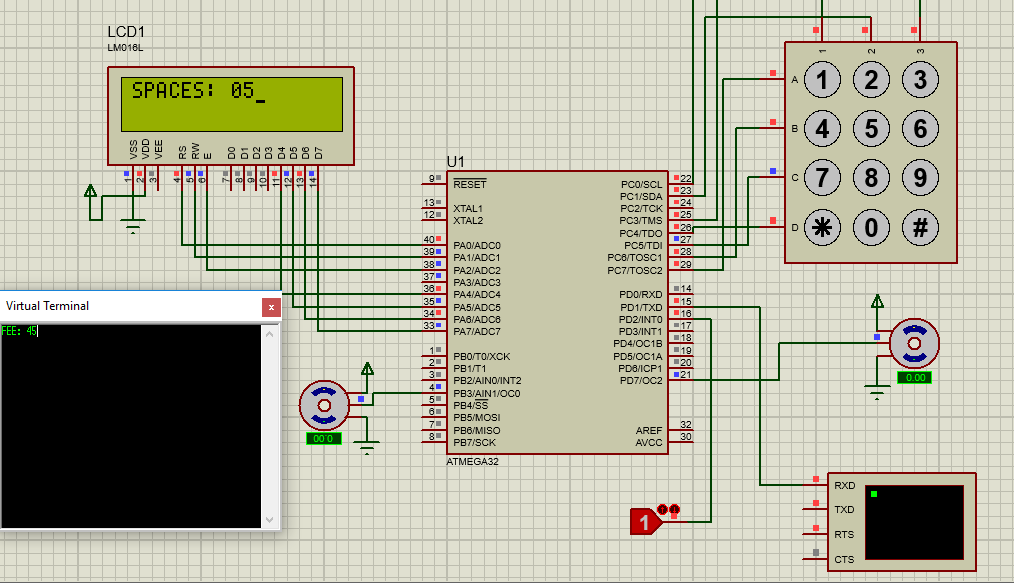 LCD1
LM016L
SPACES: 05_
VSS VDD VEE RS RW E D0 D1 D2 D3 D4 D5 D6 D7
1 2 3 4 5 6 7 8 9 10 11 12 13 14
Virtual Terminal x
FEE: 45
U1
9 RESET
13 XTAL1
12 XTAL2
40 PA0/ADC0
39 PA1/ADC1
38 PA2/ADC2
37 PA3/ADC3
36 PA4/ADC4
35 PA5/ADC5
34 PA6/ADC6
33 PA7/ADC7
1 PB0/T0/XCK
2 PB1/T1
3 PB2/AIN0/INT2
4 PB3/AIN1/OC0
5 PB4/SS
6 PB5/MOSI
7 PB6/MISO
8 PB7/SCK
PC0/SCL 22
PC1/SDA 23
PC2/TCK 24
PC3/TMS 25
PC4/TDO 26
PC5/TDI 27
PC6/TOSC1 28
PC7/TOSC2 29
PD0/RXD 14
PD1/TXD 15
PD2/INT0 16
PD3/INT1 17
PD4/OC1B 18
PD5/OC1A 19
PD6/ICP1 20
PD7/OC2 21
AREF 32
AVCC 30
ATMEGA32
1 2 3
A 1 2 3
B 4 5 6
C 7 8 9
D * 0 #
0.00
00.0
1
RXD
TXD
RTS
CTS